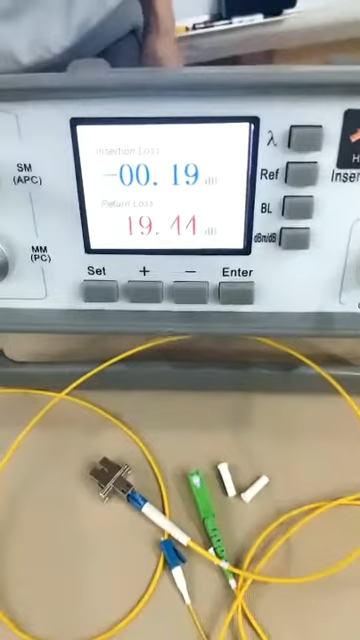 Insertion Loss
-00.19 dB
Return Loss
19.44 dB
SM
(APC)
MM
(PC)
λ
Ref
BL
dBm/dB
Set
+
−
Enter
Inser